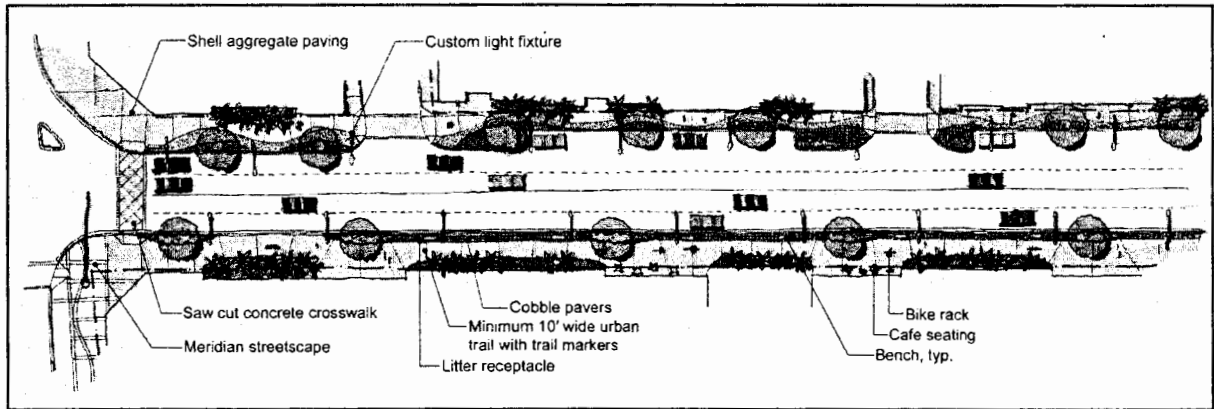 Shell aggregate paving
Custom light fixture
Saw cut concrete crosswalk
Meridian streetscape
Cobble pavers
Minimum 10' wide urban
trail with trail markers
Litter receptacle
Bike rack
Cafe seating
Bench, typ.